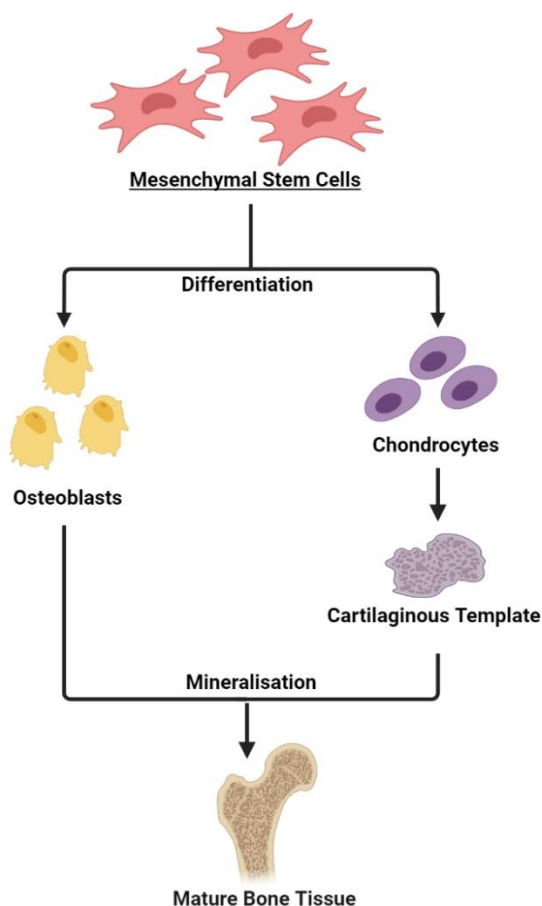 Mesenchymal Stem Cells
Differentiation
Osteoblasts
Chondrocytes
Cartilaginous Template
Mineralisation
Mature Bone Tissue